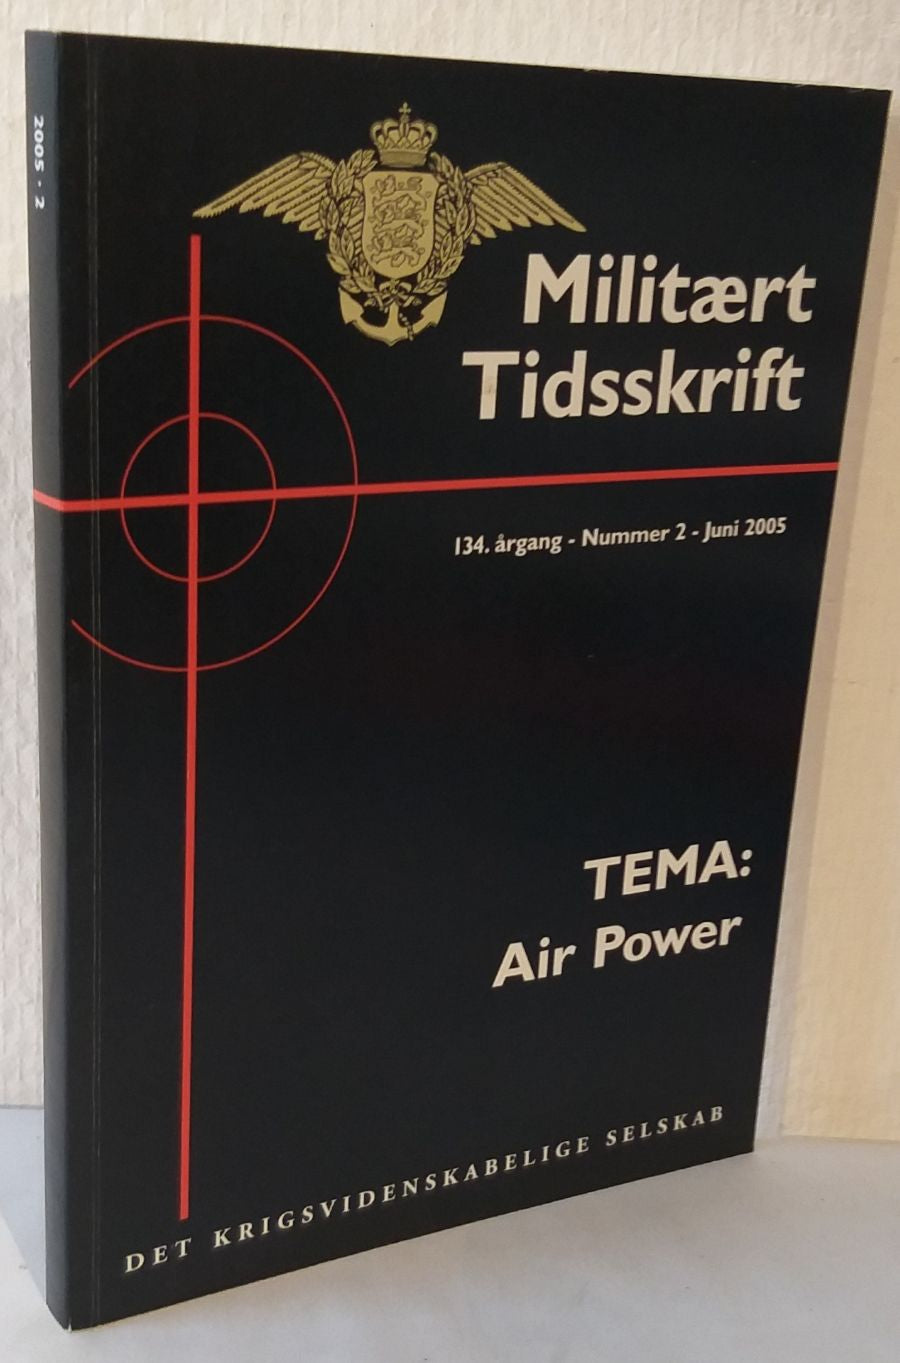 2005 - 2
Militært
Tidsskrift
134. årgang - Nummer 2 - Juni 2005
TEMA:
Air Power
DET KRIGSVIDENSKABELIGE SELSKAB